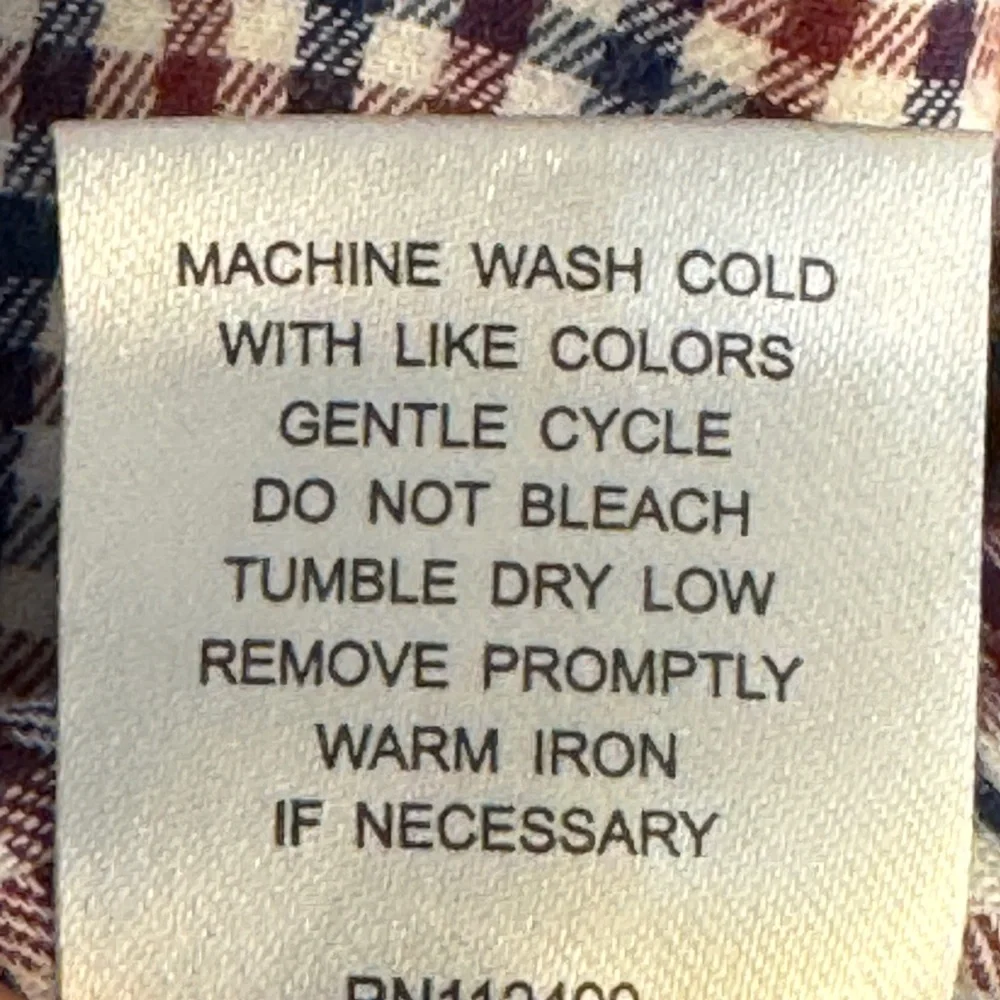 MACHINE WASH COLD
WITH LIKE COLORS
GENTLE CYCLE
DO NOT BLEACH
TUMBLE DRY LOW
REMOVE PROMPTLY
WARM IRON
IF NECESSARY